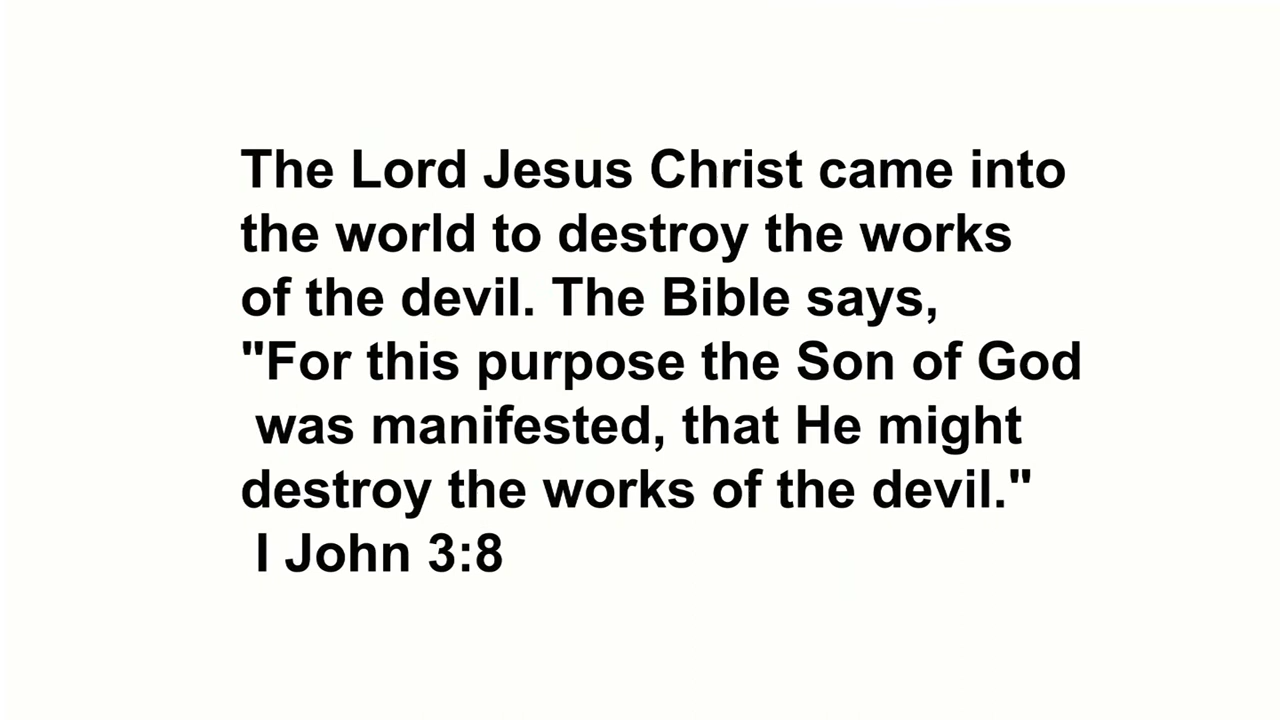 The Lord Jesus Christ came into
the world to destroy the works
of the devil. The Bible says,
"For this purpose the Son of God
was manifested, that He might
destroy the works of the devil."
I John 3:8